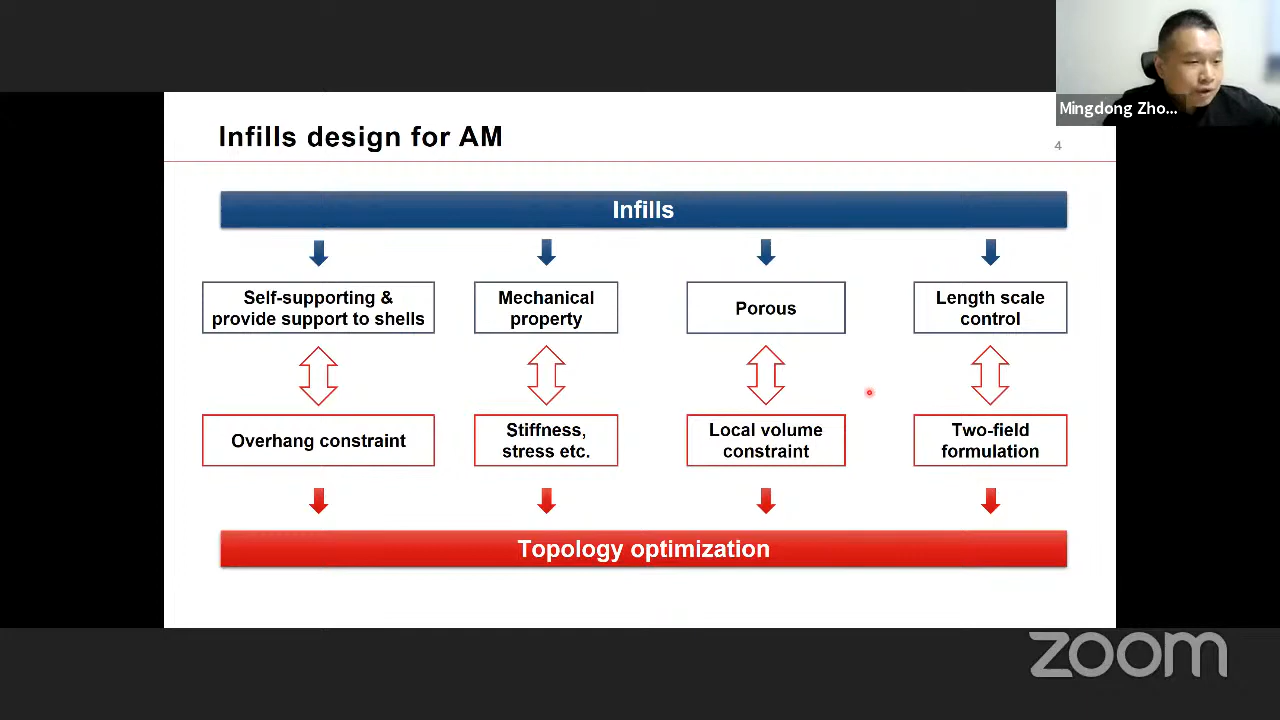 Mingdong Zho...
Infills design for AM
4
Infills
Self-supporting &
provide support to shells
Mechanical
property
Porous
Length scale
control
Overhang constraint
Stiffness,
stress etc.
Local volume
constraint
Two-field
formulation
Topology optimization
zoom